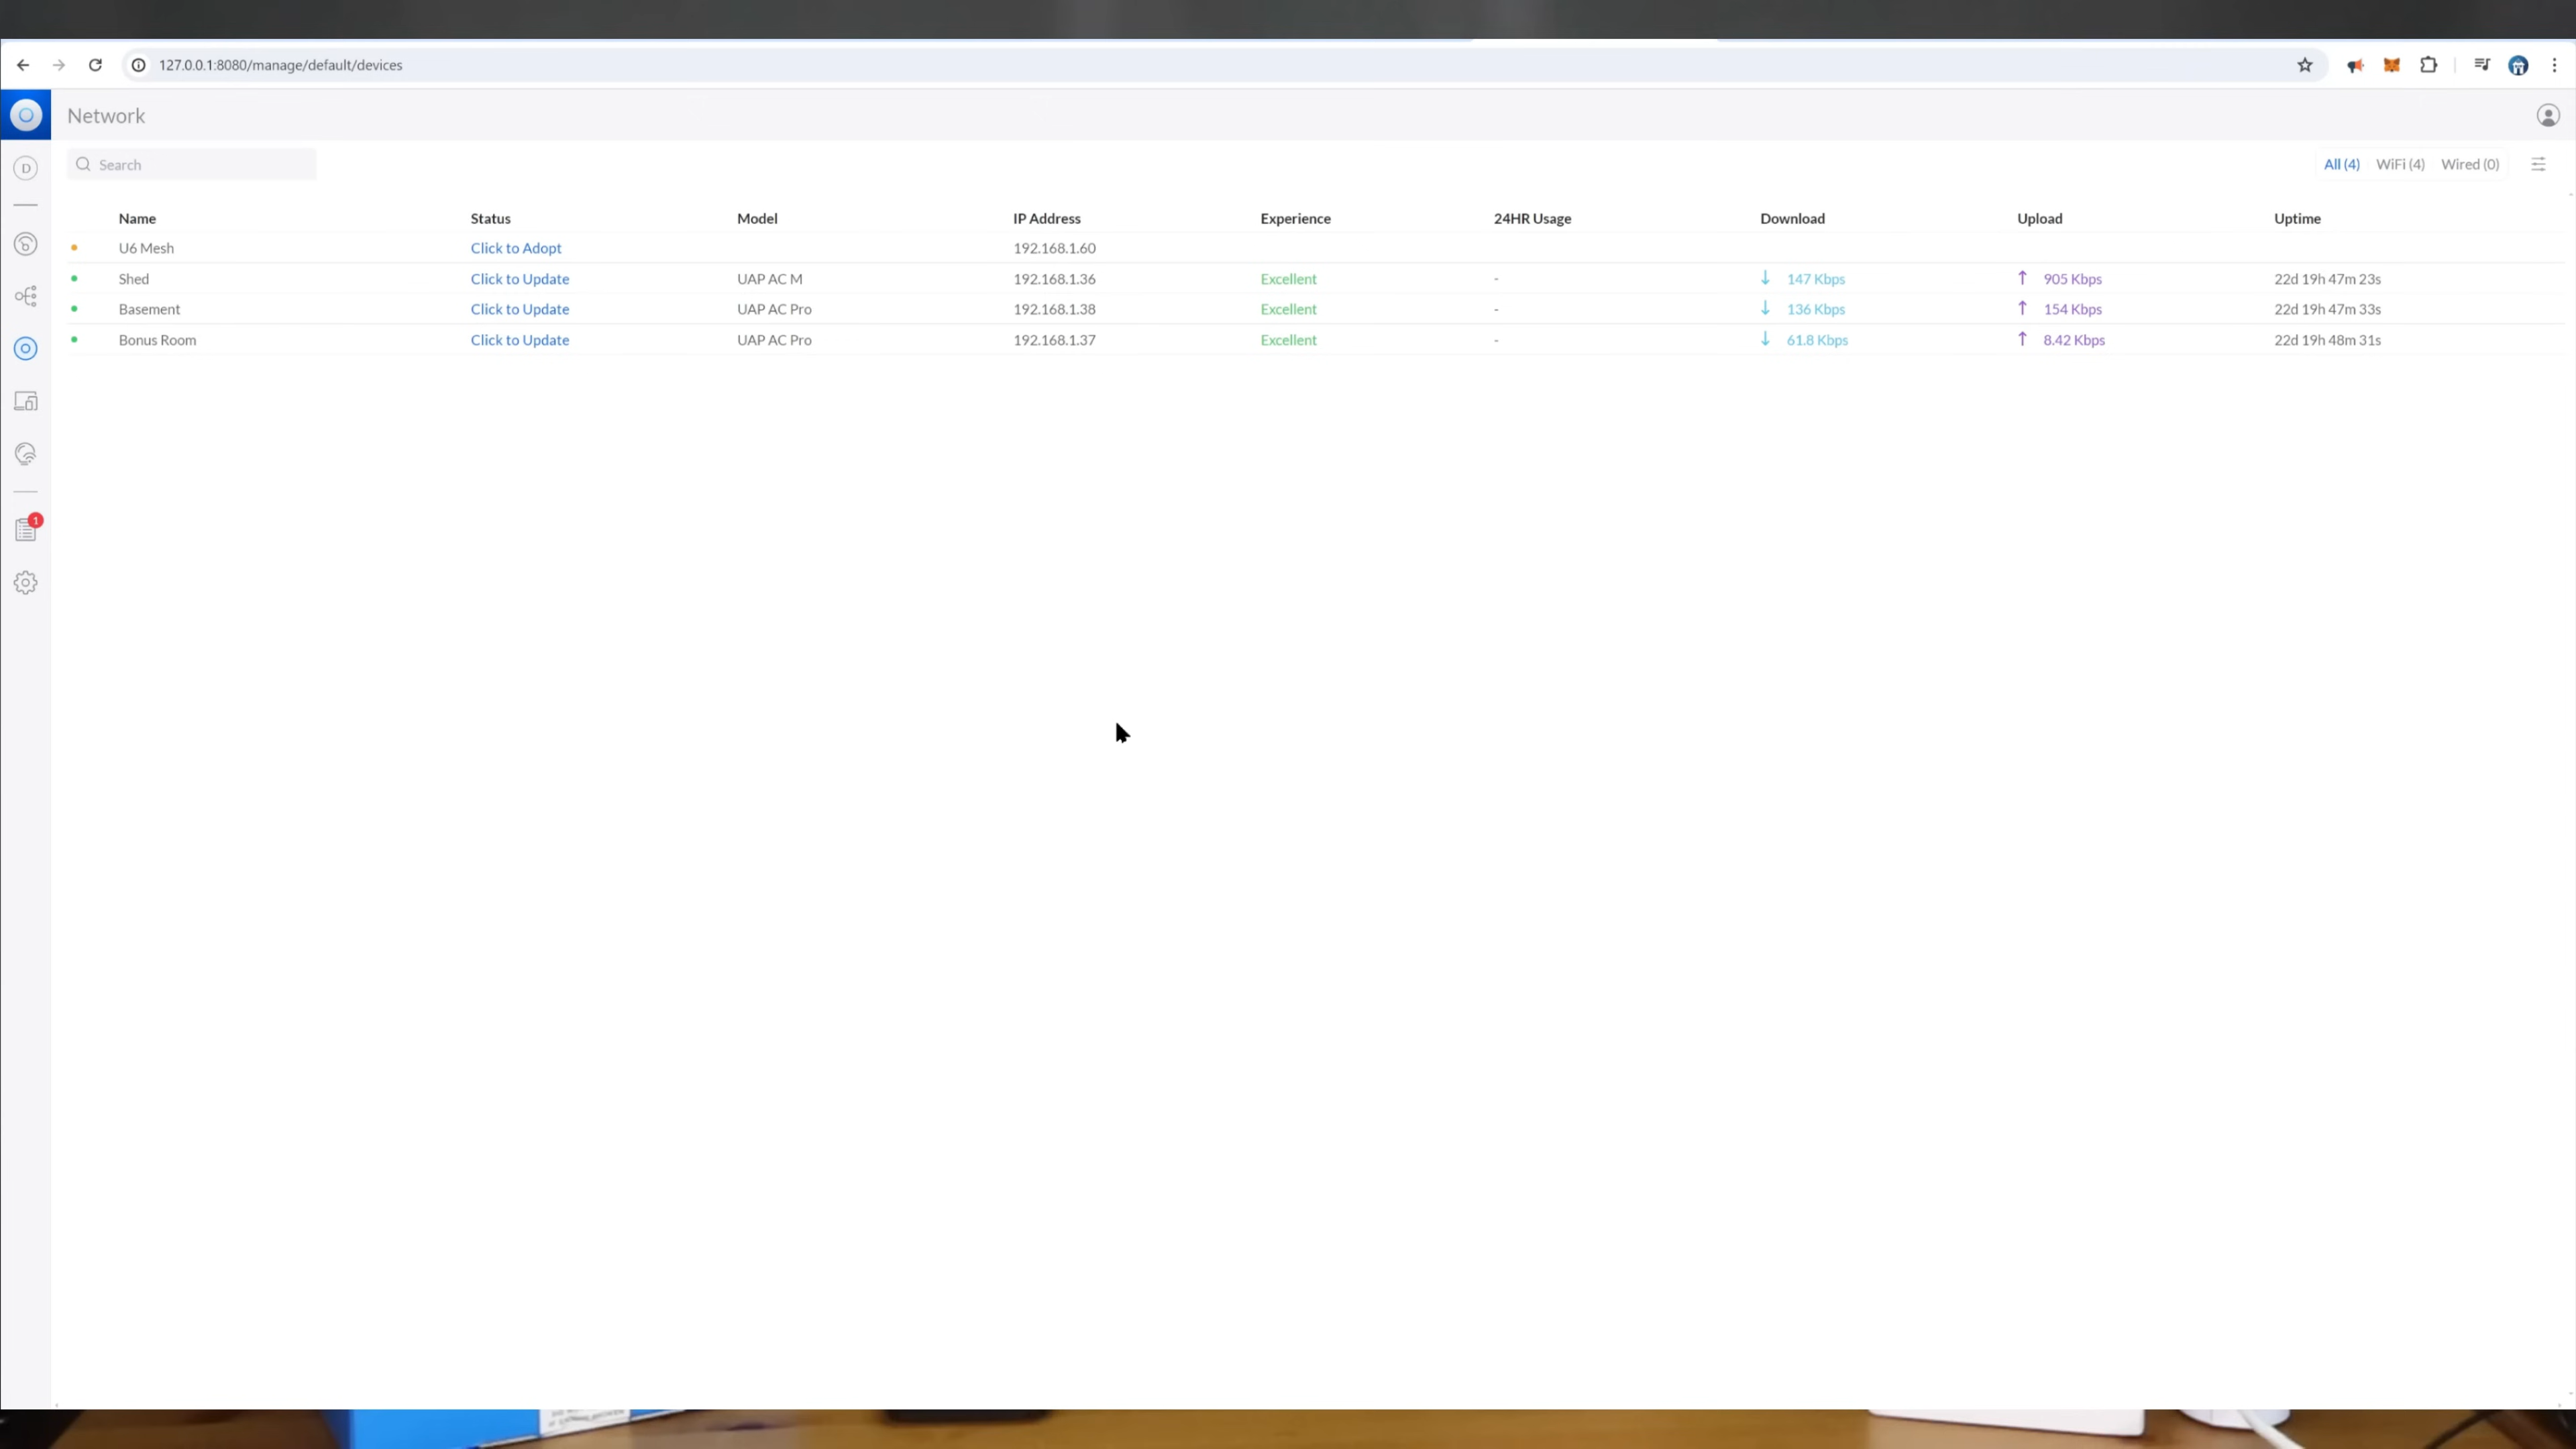 127.0.0.1:8080/manage/default/devices
Network
D
Search
All (4) WiFi (4) Wired (0)
Name Status Model IP Address Experience 24HR Usage Download Upload Uptime
U6 Mesh Click to Adopt 192.168.1.60
Shed Click to Update UAP AC M 192.168.1.36 Excellent - ↓ 147 Kbps ↑ 905 Kbps 22d 19h 47m 23s
Basement Click to Update UAP AC Pro 192.168.1.38 Excellent - ↓ 136 Kbps ↑ 154 Kbps 22d 19h 47m 33s
Bonus Room Click to Update UAP AC Pro 192.168.1.37 Excellent - ↓ 61.8 Kbps ↑ 8.42 Kbps 22d 19h 48m 31s
1